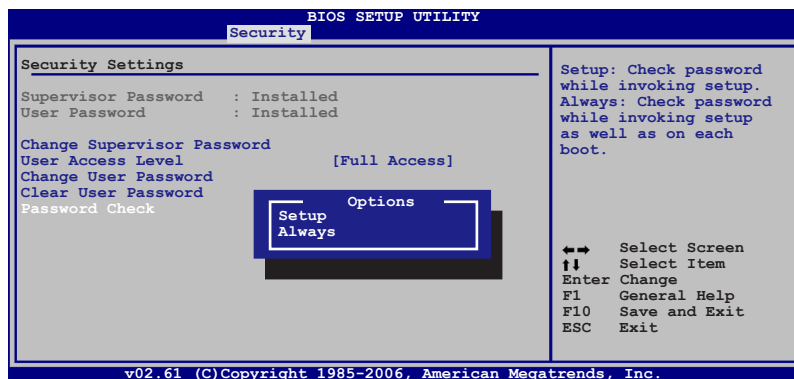 BIOS SETUP UTILITY
Security
Security Settings
Supervisor Password : Installed
User Password : Installed
Change Supervisor Password
User Access Level [Full Access]
Change User Password
Clear User Password
Password Check
Options
Setup
Always
Setup: Check password
while invoking setup.
Always: Check password
while invoking setup
as well as on each
boot.
←→ Select Screen
↑↓ Select Item
Enter Change
F1 General Help
F10 Save and Exit
ESC Exit
v02.61 (C)Copyright 1985-2006, American Megatrends, Inc.